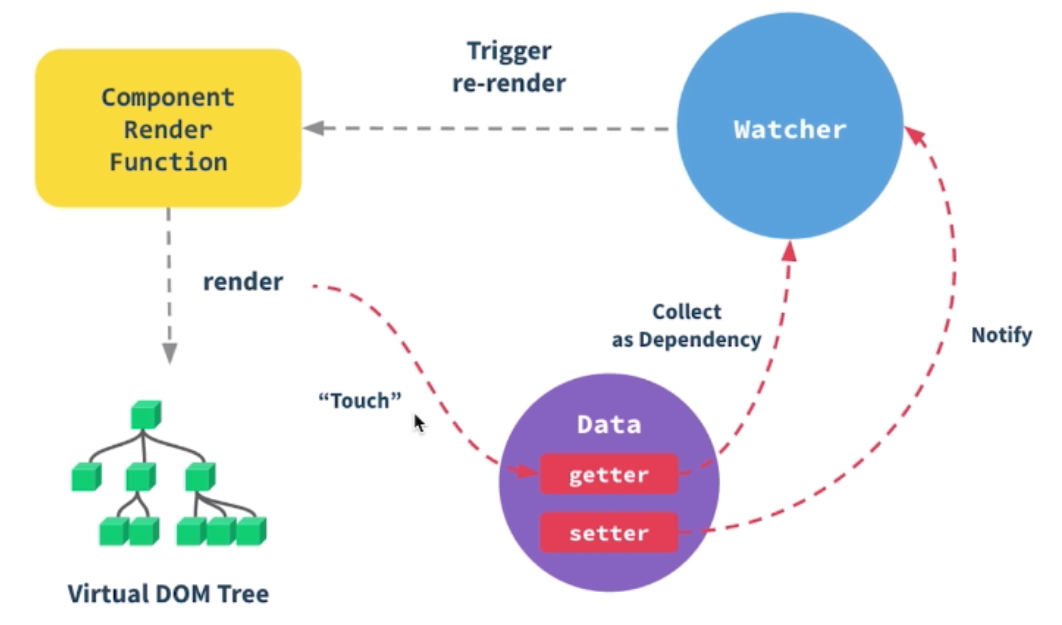 Trigger
re-render
Component
Render
Function
Watcher
render
Collect
as Dependency
Notify
“Touch”
Data
getter
setter
Virtual DOM Tree